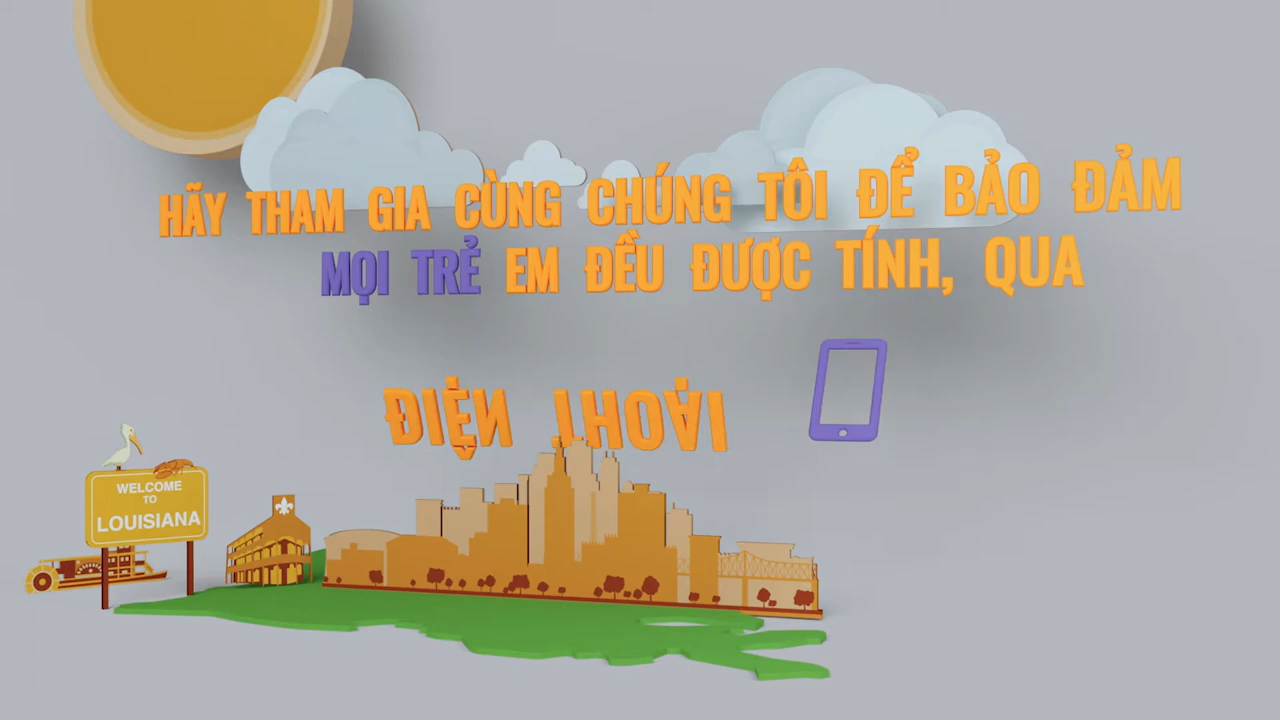 HÃY THAM GIA CÙNG CHÚNG TÔI ĐỂ BẢO ĐẢM
MỌI TRẺ EM ĐỀU ĐƯỢC TÍNH, QUA
ĐIỆN THOẠI
WELCOME
TO
LOUISIANA